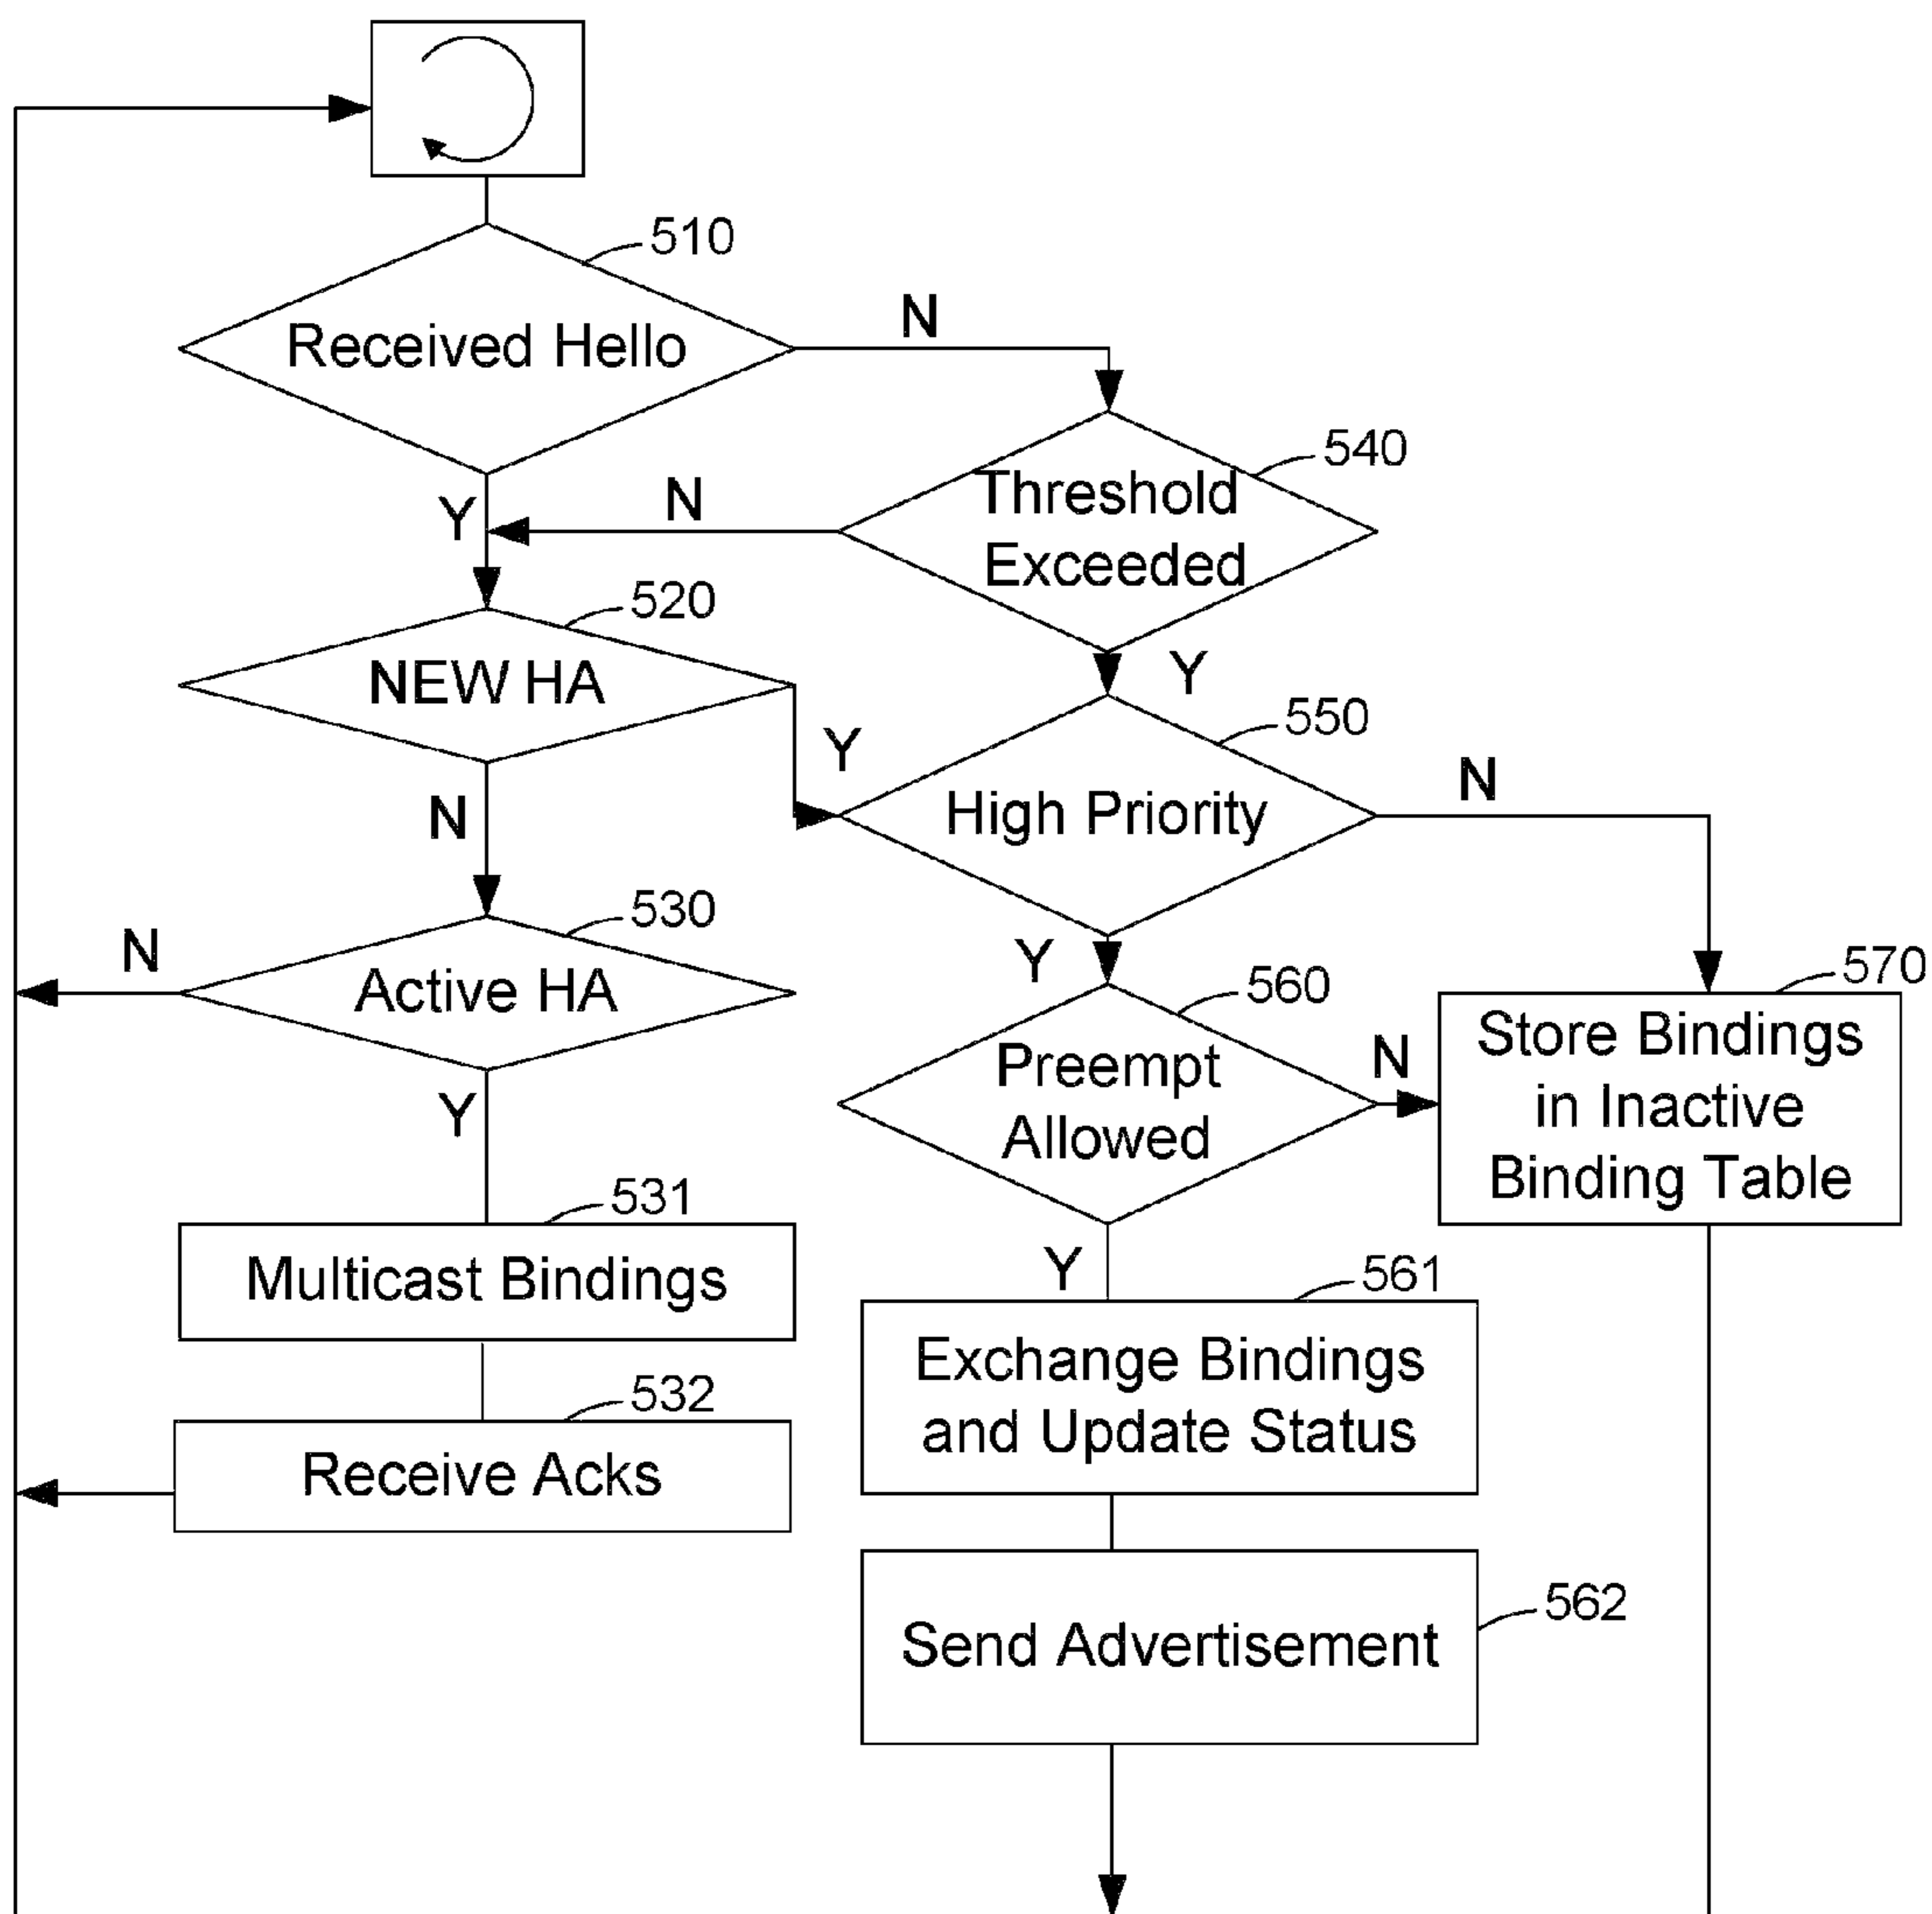 510
Received Hello
N
540
Threshold
Exceeded
N
Y
520
NEW HA
Y
Y
550
High Priority
N
N
530
Active HA
N
Y
560
Preempt
Allowed
N
570
Store Bindings
in Inactive
Binding Table
Y
531
Multicast Bindings
Y
561
Exchange Bindings
and Update Status
532
Receive Acks
562
Send Advertisement